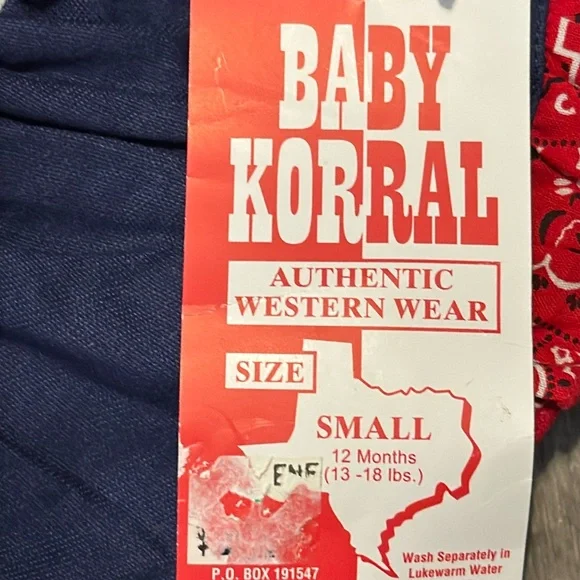 BABY
KORRAL
AUTHENTIC
WESTERN WEAR
SIZE
SMALL
12 Months
(13 -18 lbs.)
Wash Separately in
Lukewarm Water
P.O. BOX 191547